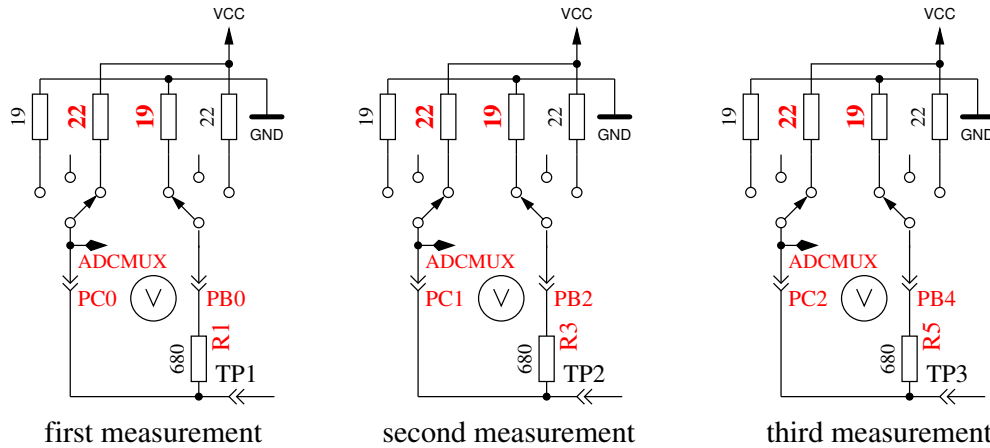 VCC
19
22
19
22
GND
ADCMUX
PC0
V
PB0
R1
680
TP1
first measurement
VCC
19
22
19
22
GND
ADCMUX
PC1
V
PB2
R3
680
TP2
second measurement
VCC
19
22
19
22
GND
ADCMUX
PC2
V
PB4
R5
680
TP3
third measurement